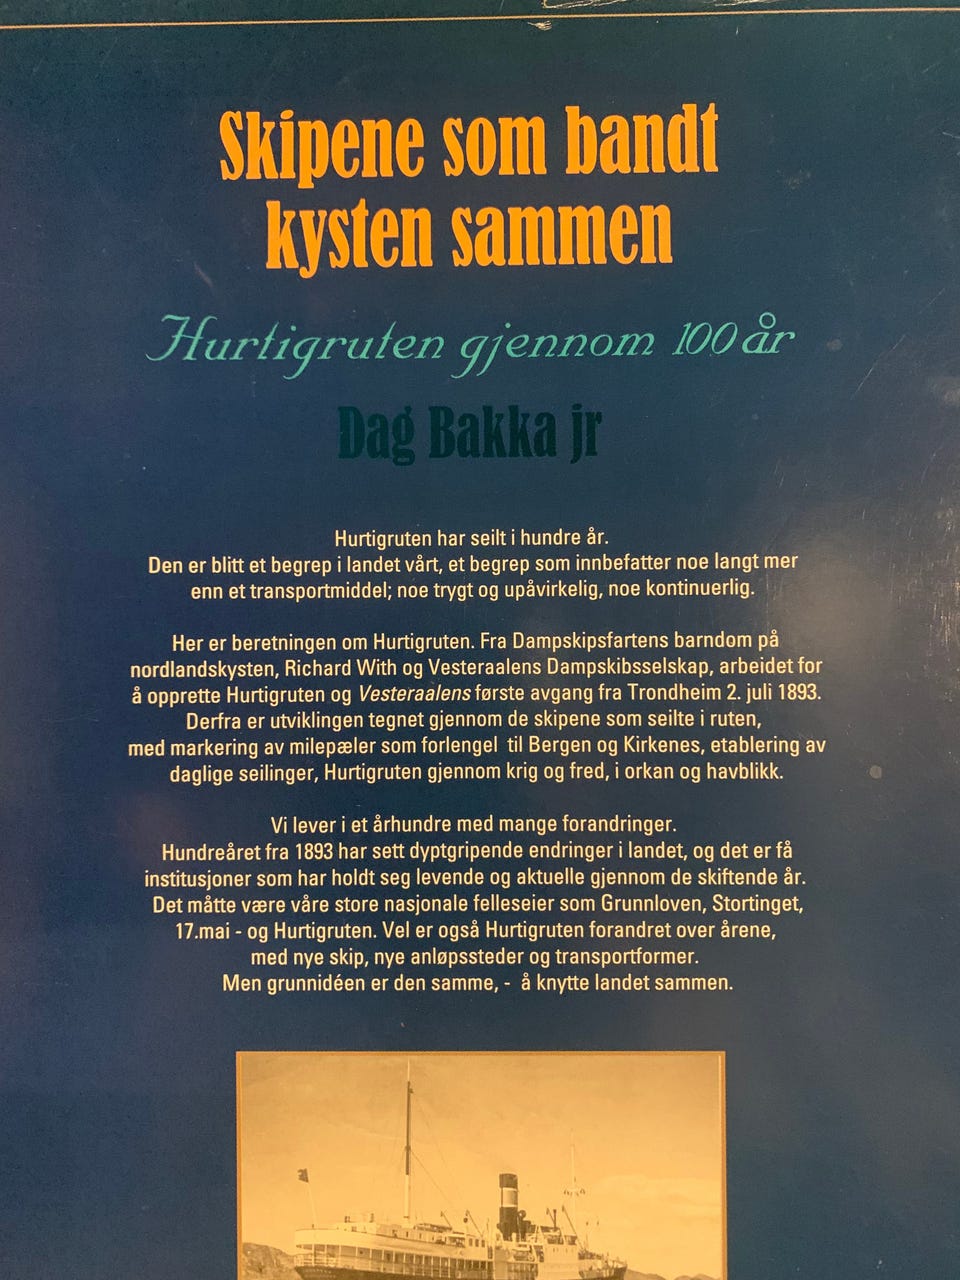 Skipene som bandt
kysten sammen
Hurtigruten gjennom 100 år
Dag Bakka jr
Hurtigruten har seilt i hundre år.
Den er blitt et begrep i landet vårt, et begrep som innbefatter noe langt mer
enn et transportmiddel; noe trygt og upåvirkelig, noe kontinuerlig.
Her er beretningen om Hurtigruten. Fra Dampskipsfartens barndom på
nordlandskysten, Richard With og Vesteraalens Dampskibsselskap, arbeidet for
å opprette Hurtigruten og Vesteraalens første avgang fra Trondheim 2. juli 1893.
Derfra er utviklingen tegnet gjennom de skipene som seilte i ruten,
med markering av milepæler som forlengel til Bergen og Kirkenes, etablering av
daglige seilinger, Hurtigruten gjennom krig og fred, i orkan og havblikk.
Vi lever i et århundre med mange forandringer.
Hundreåret fra 1893 har sett dyptgripende endringer i landet, og det er få
institusjoner som har holdt seg levende og aktuelle gjennom de skiftende år.
Det måtte være våre store nasjonale felleseier som Grunnloven, Stortinget,
17.mai - og Hurtigruten. Vel er også Hurtigruten forandret over årene,
med nye skip, nye anløpssteder og transportformer.
Men grunnidéen er den samme, - å knytte landet sammen.